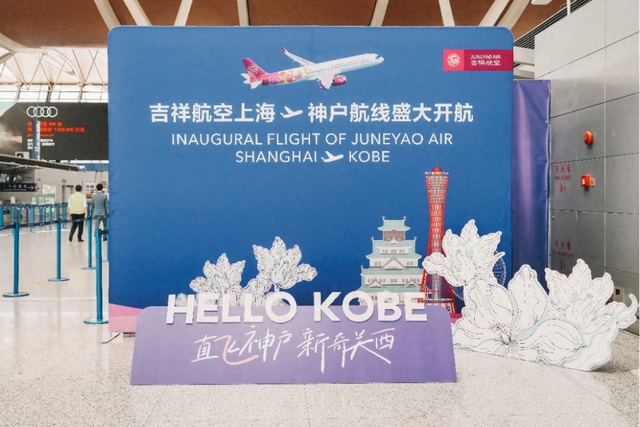 JUNEYAO AIR
吉祥航空
吉祥航空上海 神户航线盛大开航
INAUGURAL FLIGHT OF JUNEYAO AIR
SHANGHAI KOBE
HELLO KOBE
直飞神户 新奇关西